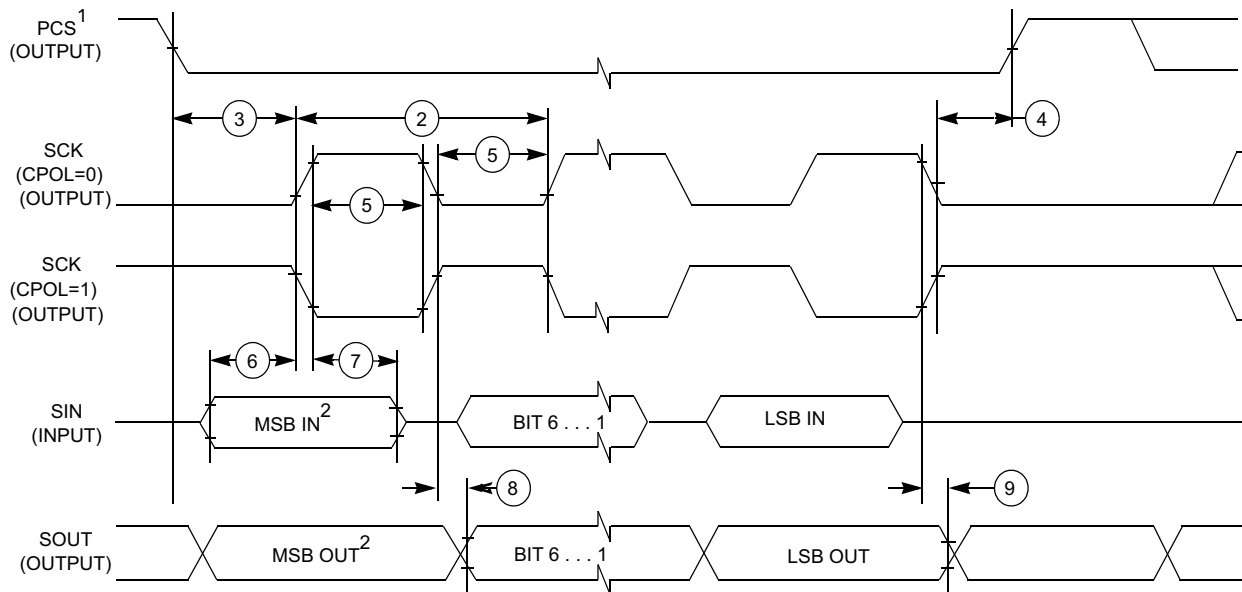 PCS1
(OUTPUT)
3
2
4
SCK
(CPOL=0)
(OUTPUT)
5
5
SCK
(CPOL=1)
(OUTPUT)
6
7
SIN
(INPUT)
MSB IN2
BIT 6 . . . 1
LSB IN
8
9
SOUT
(OUTPUT)
MSB OUT2
BIT 6 . . . 1
LSB OUT